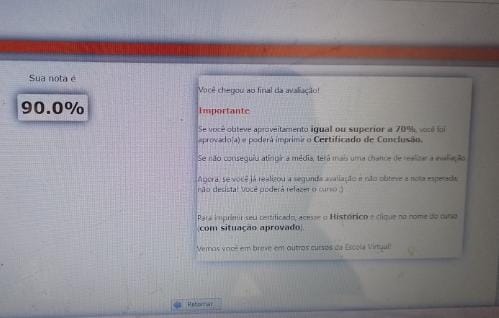 Sua nota é
90.0%
Você chegou ao final da avaliação!
Importante
Se você obteve aproveitamento igual ou superior a 70%, você foi
aprovado(a) e poderá imprimir o Certificado de Conclusão.
Se não conseguiu atingir a média, terá mais uma chance de realizar a avaliação.
Agora, se você já realizou a segunda avaliação e não obteve a nota esperada,
não desista! Você poderá refazer o curso ;)
Para imprimir seu certificado, acesse o Histórico e clique no nome do curso
(com situação aprovado).
Vemos você em breve em outros cursos da Escola Virtual!
Retornar